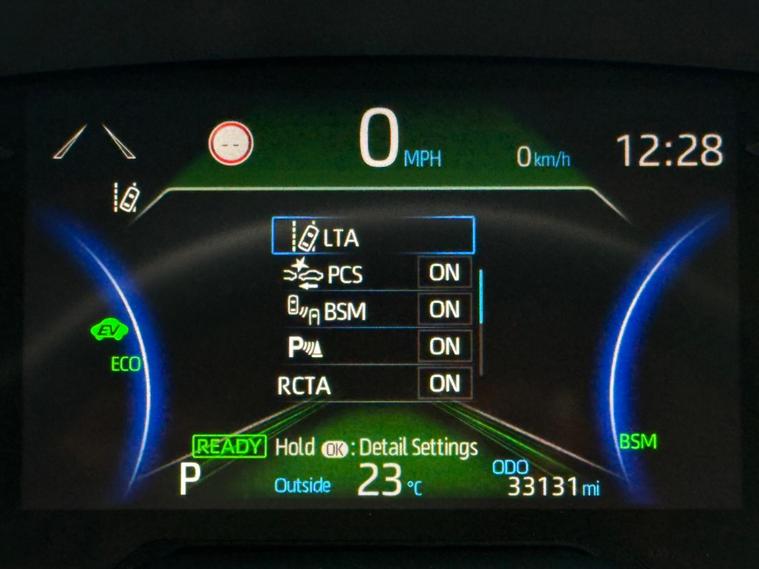 -- 0 MPH 0 km/h 12:28
LTA
PCS ON
BSM ON
P ON
RCTA ON
EV
ECO
BSM
READY Hold OK : Detail Settings
P Outside 23 °C ODO 33131 mi